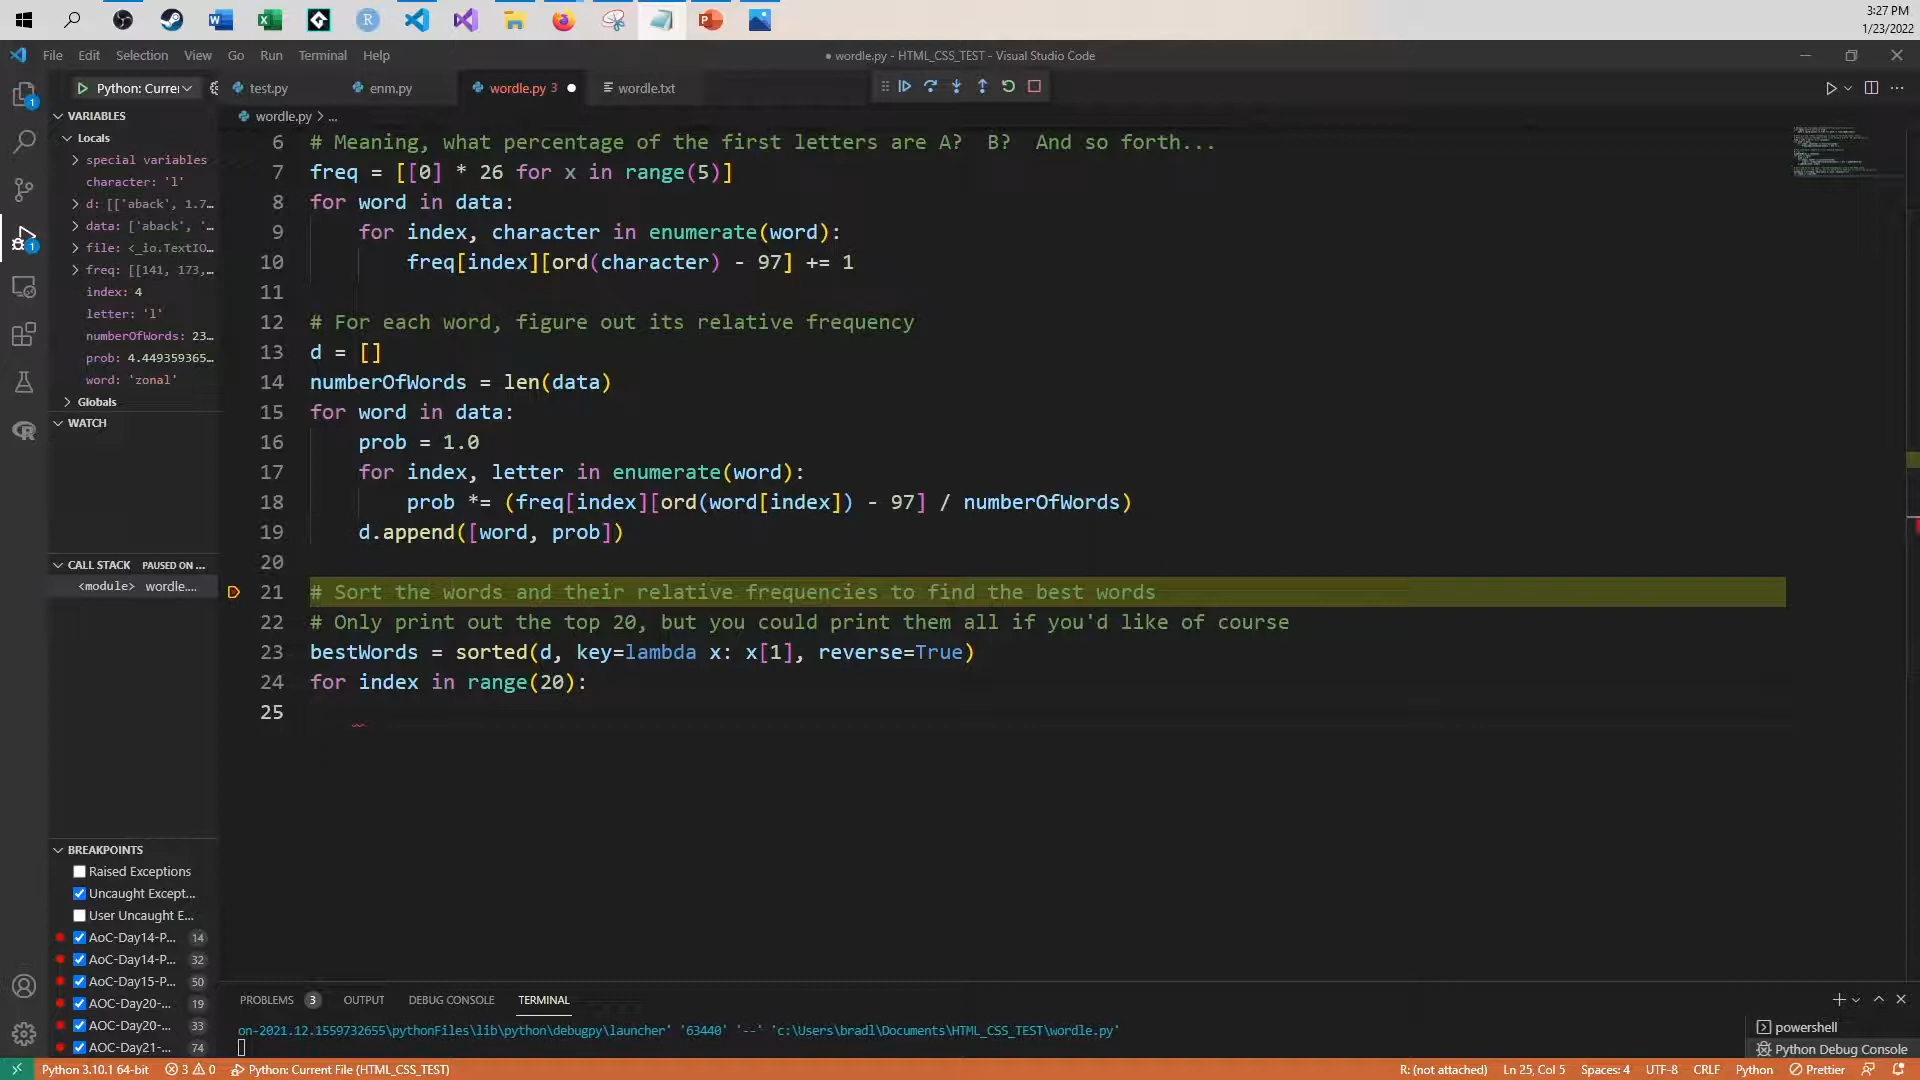 3:27 PM
1/23/2022
File Edit Selection View Go Run Terminal Help
● wordle.py - HTML_CSS_TEST - Visual Studio Code
Python: Currer
test.py
enm.py
wordle.py 3
wordle.txt
VARIABLES
Locals
special variables
character: 'l'
d: [['aback', 1.7…
data: ['aback', '…
file: <_io.TextIO…
freq: [[141, 173,…
index: 4
letter: 'l'
numberOfWords: 23…
prob: 4.449359365…
word: 'zonal'
Globals
WATCH
CALL STACK PAUSED ON ...
<module> wordle....
BREAKPOINTS
Raised Exceptions
Uncaught Except...
User Uncaught E...
AoC-Day14-P... 14
AoC-Day14-P... 32
AoC-Day15-P... 50
AOC-Day20-... 19
AOC-Day20-... 33
AOC-Day21-... 74
wordle.py > ...
6 # Meaning, what percentage of the first letters are A?  B?  And so forth...
7 freq = [[0] * 26 for x in range(5)]
8 for word in data:
9     for index, character in enumerate(word):
10         freq[index][ord(character) - 97] += 1
11
12 # For each word, figure out its relative frequency
13 d = []
14 numberOfWords = len(data)
15 for word in data:
16     prob = 1.0
17     for index, letter in enumerate(word):
18         prob *= (freq[index][ord(word[index]) - 97] / numberOfWords)
19     d.append([word, prob])
20
21 # Sort the words and their relative frequencies to find the best words
22 # Only print out the top 20, but you could print them all if you'd like of course
23 bestWords = sorted(d, key=lambda x: x[1], reverse=True)
24 for index in range(20):
25
PROBLEMS 3 OUTPUT DEBUG CONSOLE TERMINAL
on-2021.12.1559732655\pythonFiles\lib\python\debugpy\launcher' '63440' '--' 'c:\Users\bradl\Documents\HTML_CSS_TEST\wordle.py'
powershell
Python Debug Console
Python 3.10.1 64-bit 3 0 Python: Current File (HTML_CSS_TEST)
R: (not attached) Ln 25, Col 5 Spaces: 4 UTF-8 CRLF Python Prettier